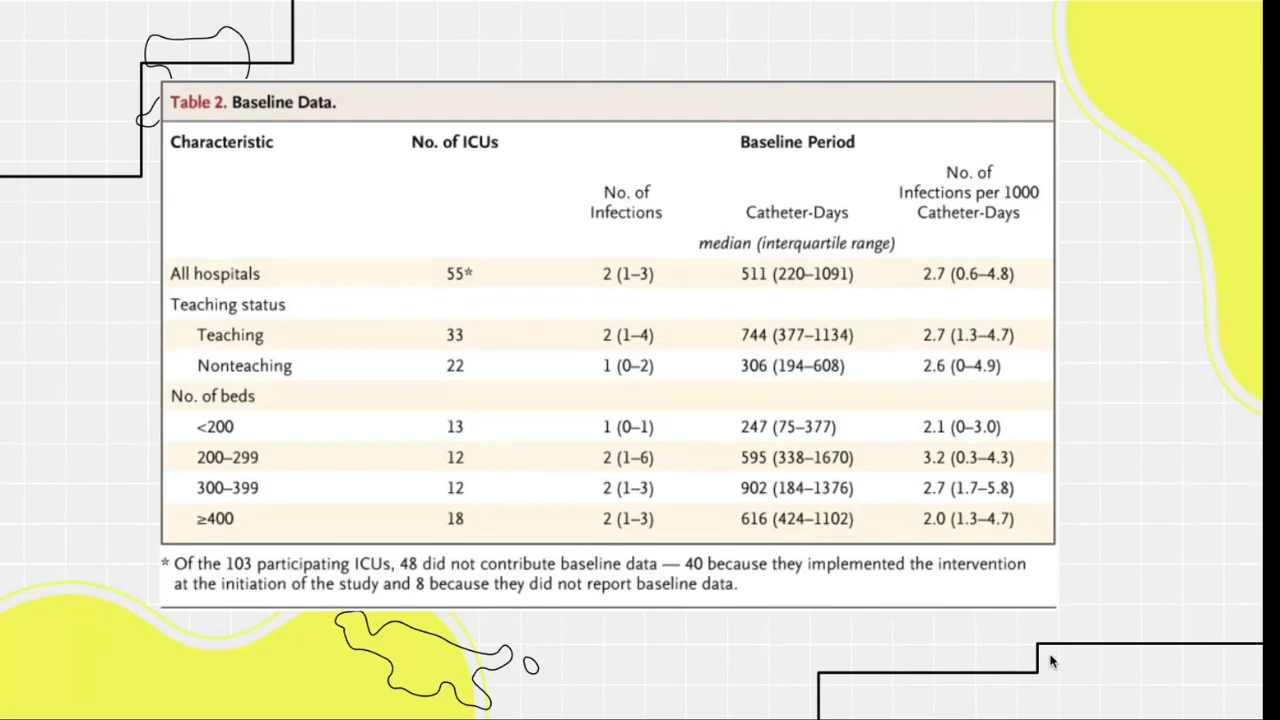 Table 2. Baseline Data.
Characteristic No. of ICUs Baseline Period
No. of Infections Catheter-Days No. of Infections per 1000 Catheter-Days
median (interquartile range)
All hospitals 55* 2 (1–3) 511 (220–1091) 2.7 (0.6–4.8)
Teaching status
Teaching 33 2 (1–4) 744 (377–1134) 2.7 (1.3–4.7)
Nonteaching 22 1 (0–2) 306 (194–608) 2.6 (0–4.9)
No. of beds
<200 13 1 (0–1) 247 (75–377) 2.1 (0–3.0)
200–299 12 2 (1–6) 595 (338–1670) 3.2 (0.3–4.3)
300–399 12 2 (1–3) 902 (184–1376) 2.7 (1.7–5.8)
≥400 18 2 (1–3) 616 (424–1102) 2.0 (1.3–4.7)
* Of the 103 participating ICUs, 48 did not contribute baseline data — 40 because they implemented the intervention
at the initiation of the study and 8 because they did not report baseline data.